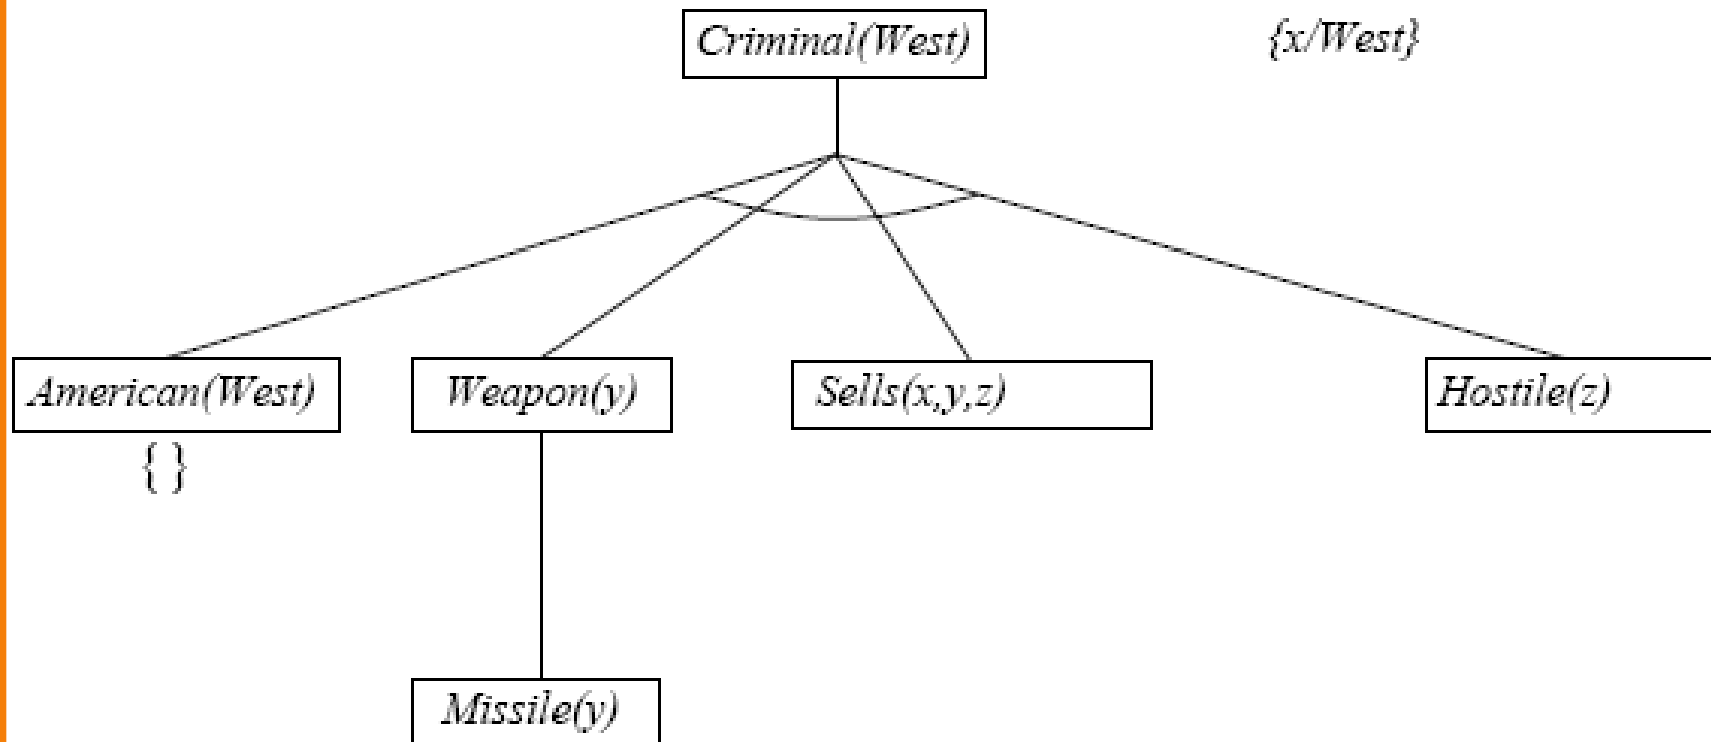 Criminal(West)
{x/West}
American(West)
Weapon(y)
Sells(x,y,z)
Hostile(z)
{ }
Missile(y)